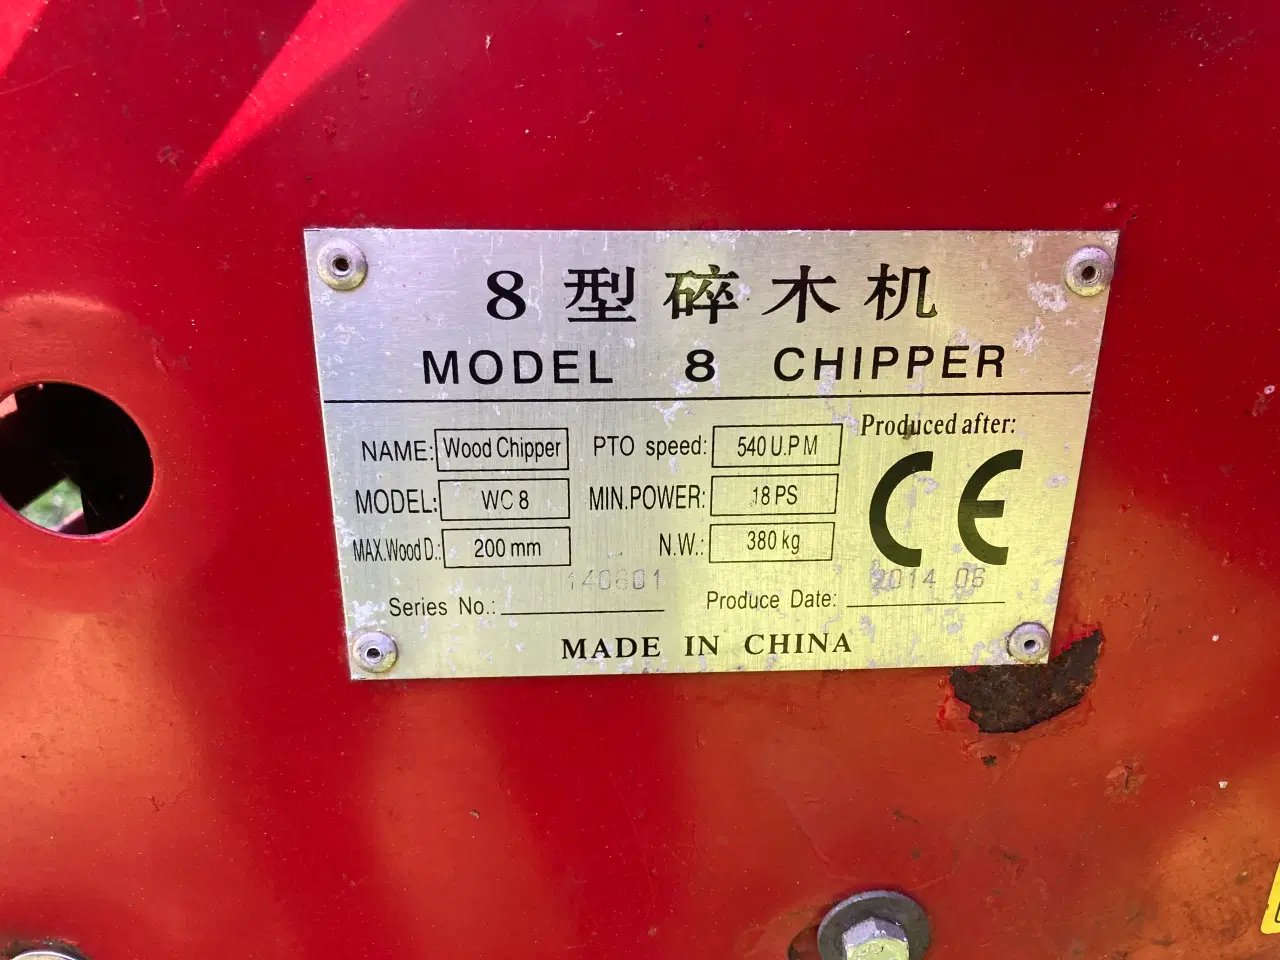 8 型碎木机
MODEL 8 CHIPPER
Produced after:
NAME: Wood Chipper PTO speed: 540 U.P M
CE
MODEL: WC 8 MIN.POWER: 18 PS
MAX.Wood D.: 200 mm N.W.: 380 kg
Series No.: 140601 Produce Date: 2014 06
MADE IN CHINA